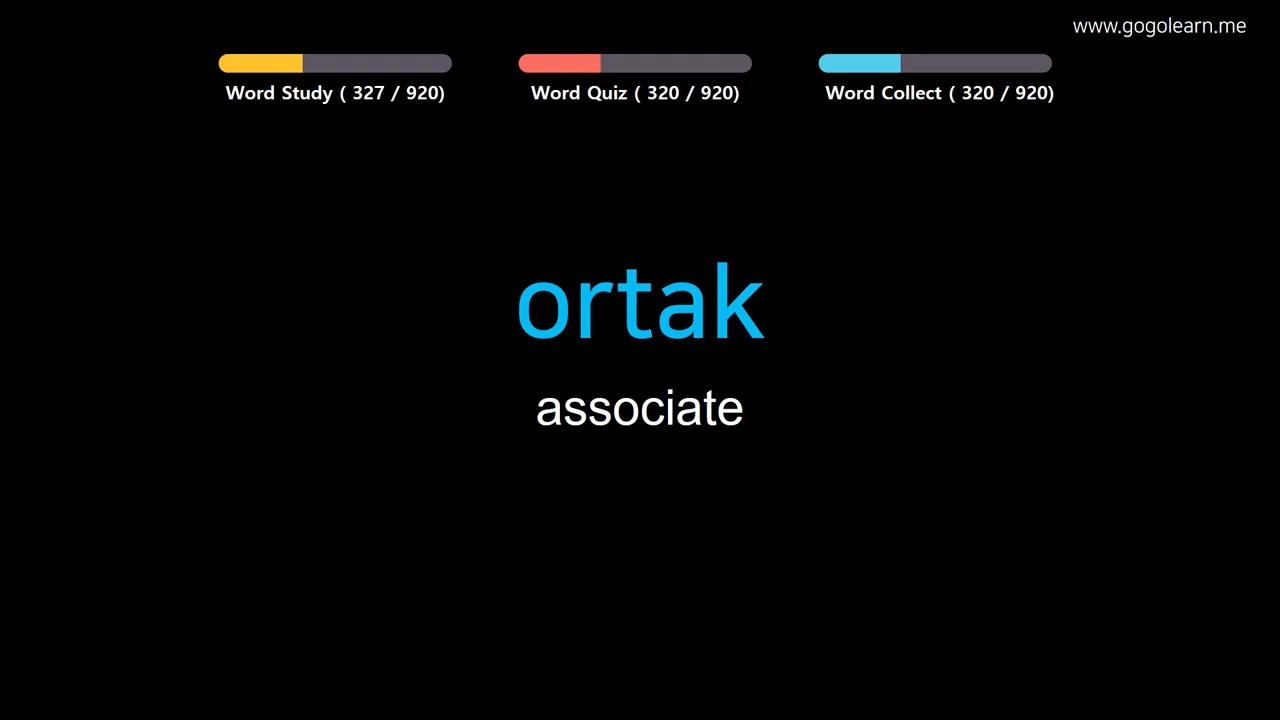 www.gogolearn.me
Word Study ( 327 / 920)
Word Quiz ( 320 / 920)
Word Collect ( 320 / 920)
ortak
associate